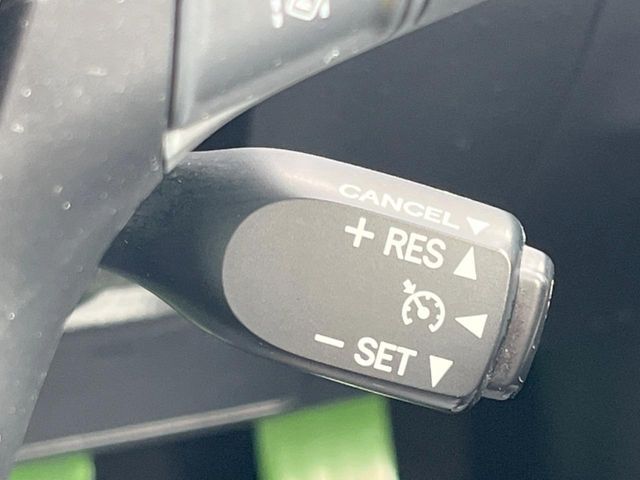 CANCEL ▼
+ RES ▲
◀
- SET ▼